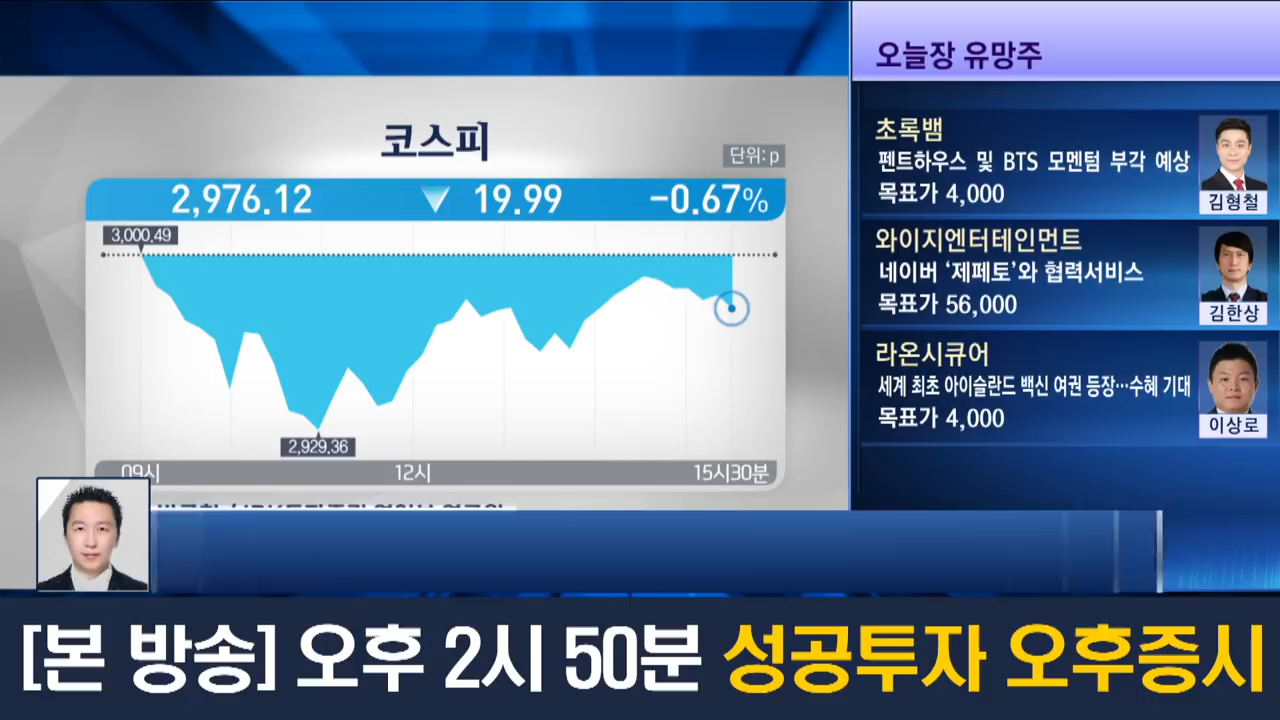 코스피
단위:p
2,976.12 ▼ 19.99 -0.67%
3,000.49
2,929.36
09시 12시 15시30분
오늘장 유망주
초록뱀
펜트하우스 및 BTS 모멘텀 부각 예상
목표가 4,000
김형철
와이지엔터테인먼트
네이버 ‘제페토’와 협력서비스
목표가 56,000
김한상
라온시큐어
세계 최초 아이슬란드 백신 여권 등장…수혜 기대
목표가 4,000
이상로
[본 방송] 오후 2시 50분 성공투자 오후증시